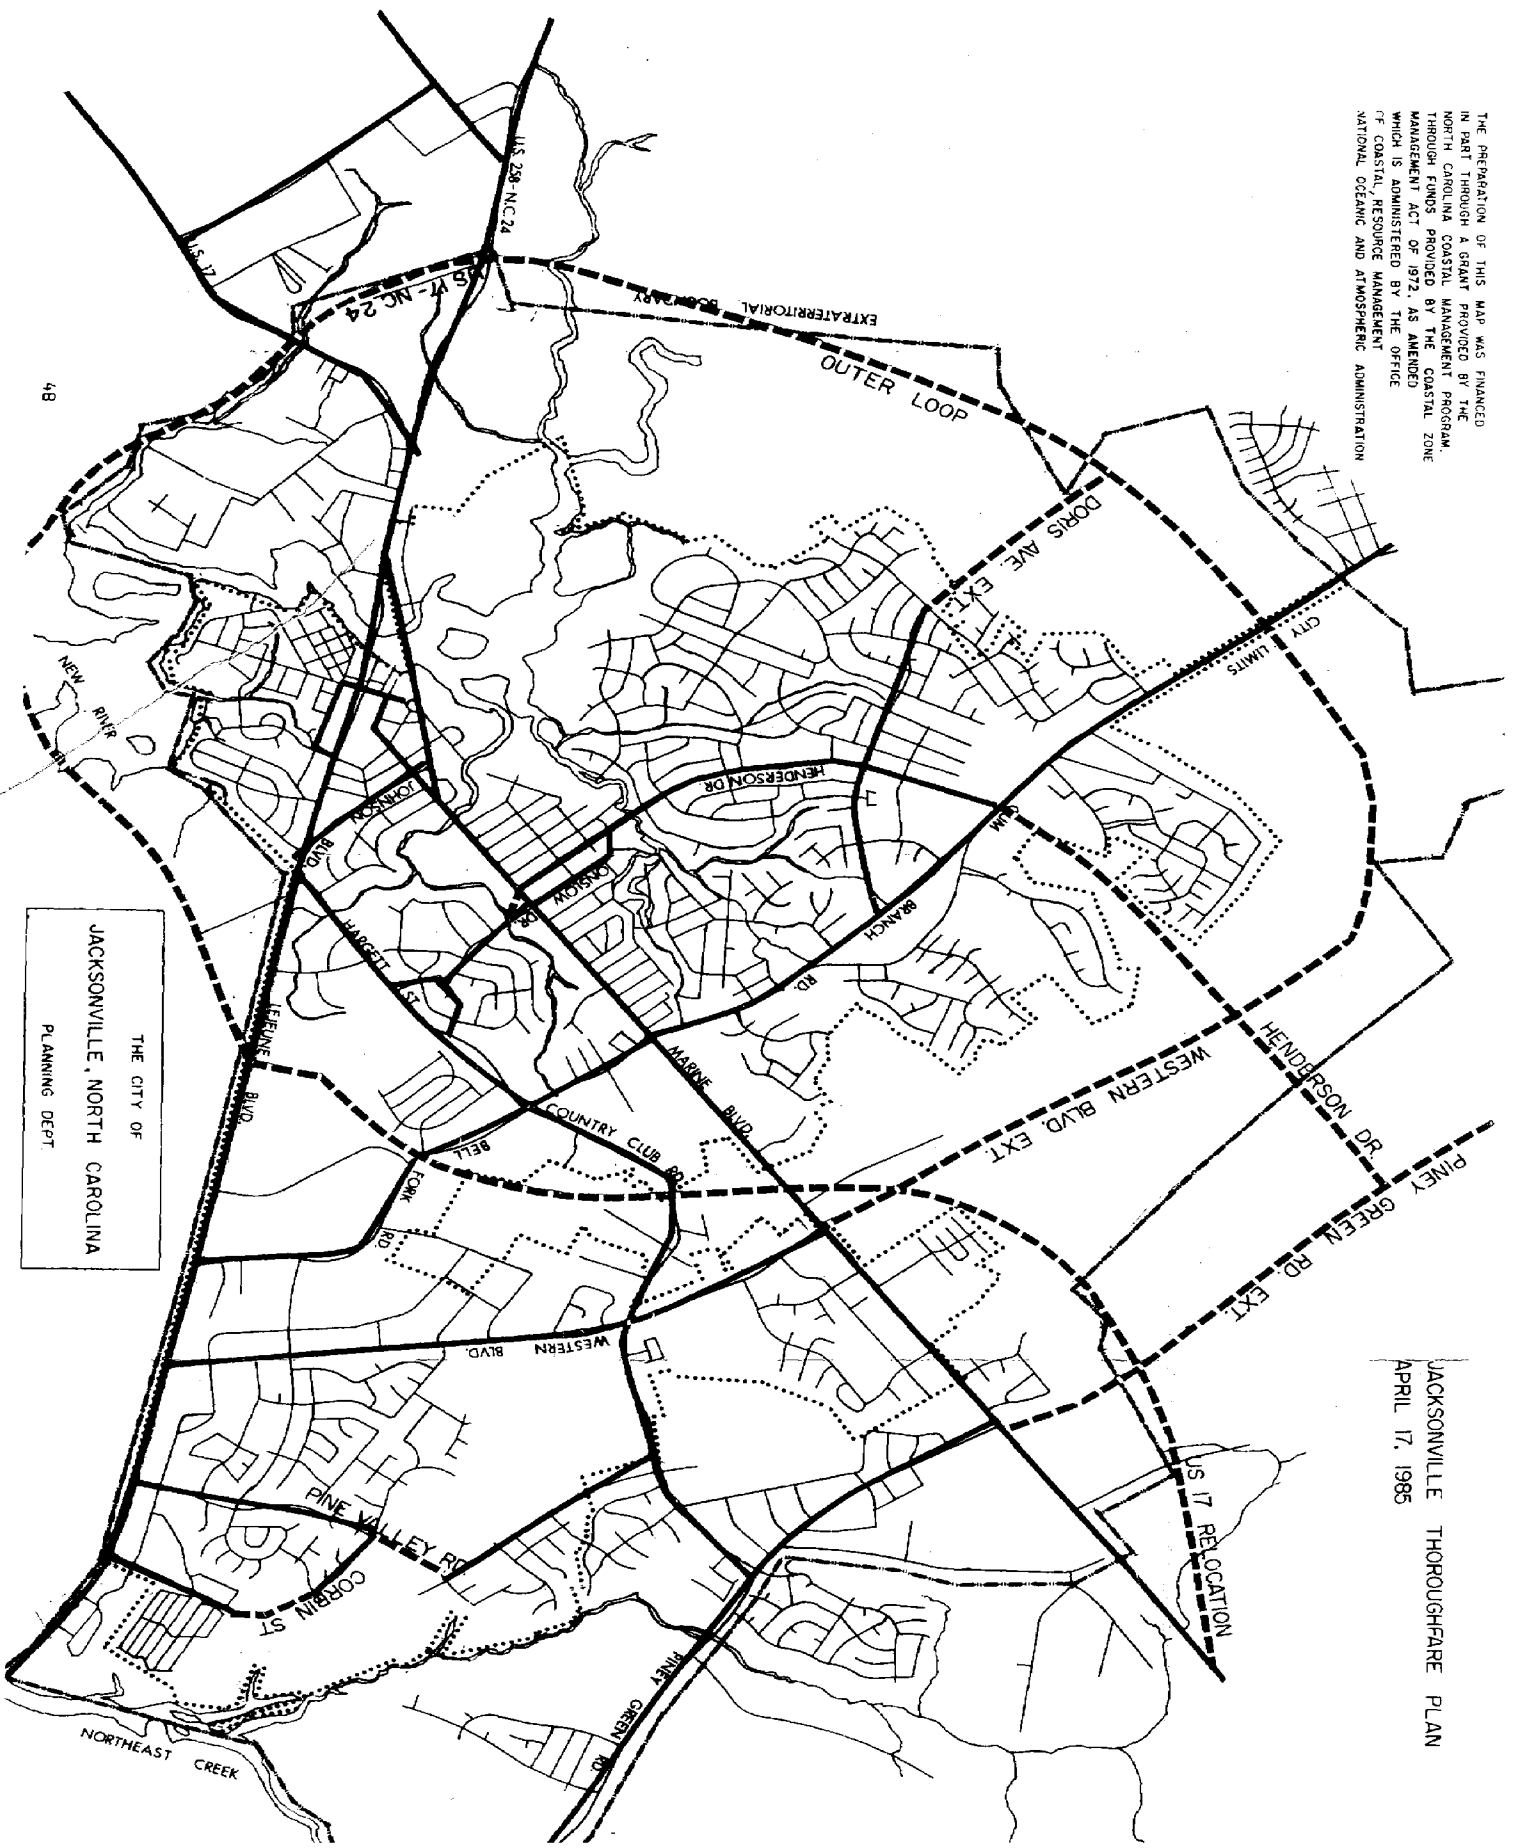 THE PREPARATION OF THIS MAP WAS FINANCED
IN PART THROUGH A GRANT PROVIDED BY THE
NORTH CAROLINA COASTAL MANAGEMENT PROGRAM,
THROUGH FUNDS PROVIDED BY THE COASTAL ZONE
MANAGEMENT ACT OF 1972, AS AMENDED
WHICH IS ADMINISTERED BY THE OFFICE
OF COASTAL, RESOURCE MANAGEMENT
NATIONAL OCEANIC AND ATMOSPHERIC ADMINISTRATION
JACKSONVILLE THOROUGHFARE PLAN
APRIL 17, 1985
U.S. 258-N.C. 24
U.S. 17
US 17-NC 24
EXTRATERRITORIAL BOUNDARY
OUTER LOOP
DORIS AVE. EXT.
CITY LIMITS
NEW RIVER
JOHNSON BLVD.
HENDERSON DR
ONSLOW DR.
GUM BRANCH RD.
HARGETT ST.
LEJEUNE BLVD.
MARINE BLVD.
COUNTRY CLUB RD.
BELL FORK RD.
WESTERN BLVD. EXT.
HENDERSON DR.
PINEY GREEN RD. EXT.
WESTERN BLVD.
PINE VALLEY RD
CORBIN ST
US 17 RELOCATION
PINEY GREEN RD.
NORTHEAST CREEK
THE CITY OF
JACKSONVILLE, NORTH CAROLINA
PLANNING DEPT.
48